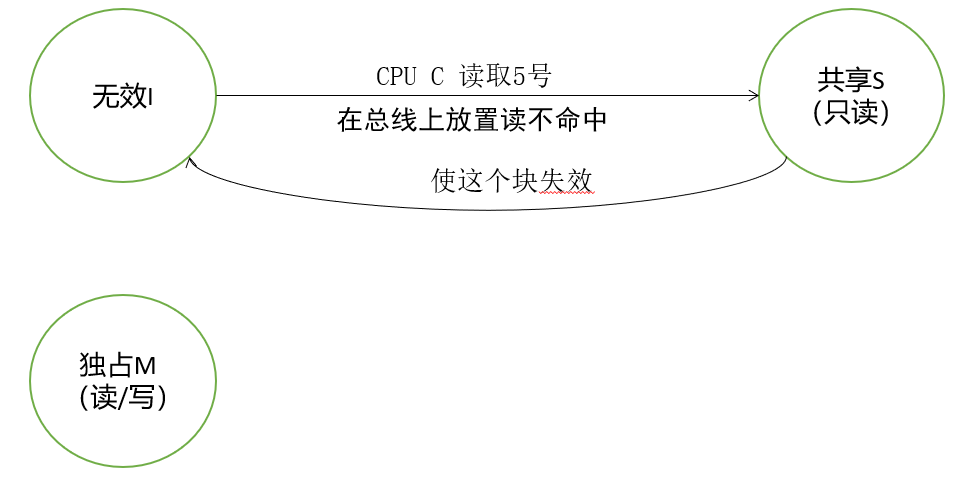 无效I
CPU C 读取5号
在总线上放置读不命中
共享S
（只读）
使这个块失效
独占M
（读/写）